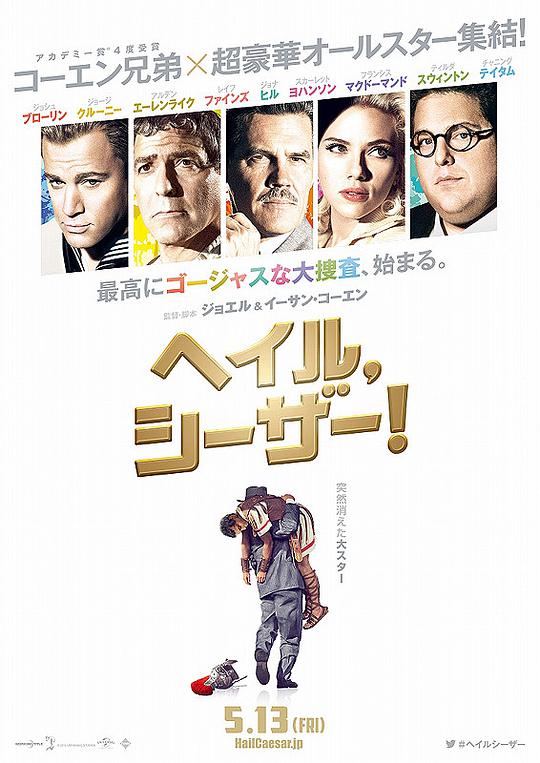 アカデミー賞®4度受賞
コーエン兄弟×超豪華オールスター集結!
ジョシュ ジョージ アルデン レイフ ジョナ スカーレット フランシス ティルダ チャニング
ブローリン クルーニー エーレンライク ファインズ ヒル ヨハンソン マクドーマンド スウィントン テイタム
最高にゴージャスな大捜査、始まる。
監督・脚本 ジョエル&イーサン・コーエン
ヘイル,
シーザー!
突然消えた大スター
5.13(FRI)
HailCaesar.jp
#ヘイルシーザー